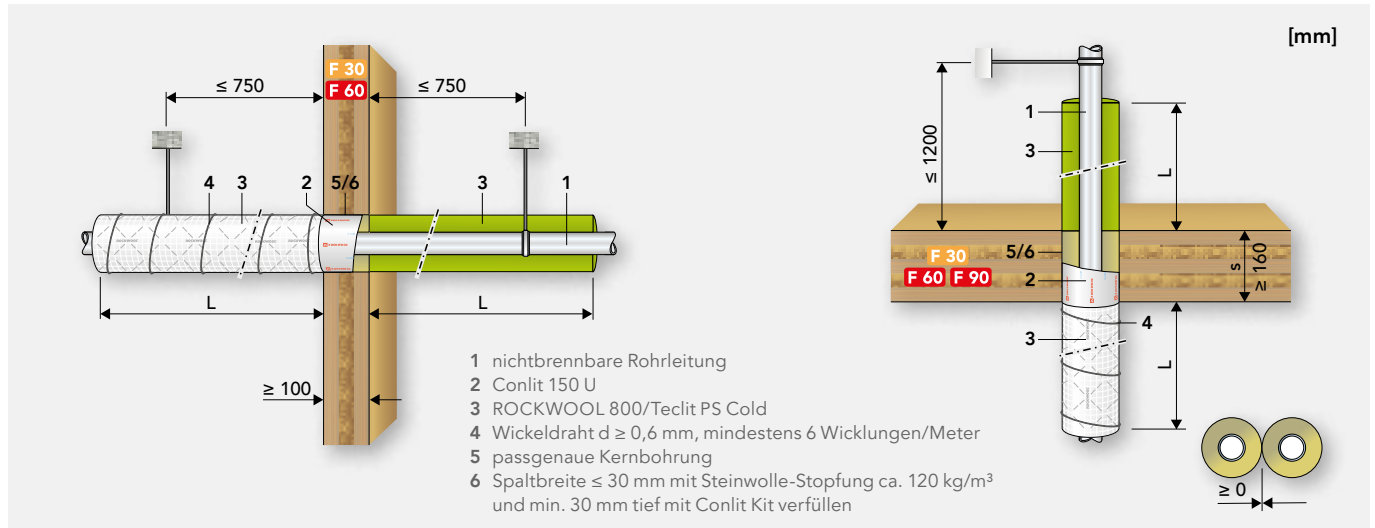 [mm]
F 30
F 60
≤ 750
≤ 750
4
3
2
5/6
3
1
L
L
≥ 100
1 nichtbrennbare Rohrleitung
2 Conlit 150 U
3 ROCKWOOL 800/Teclit PS Cold
4 Wickeldraht d ≥ 0,6 mm, mindestens 6 Wicklungen/Meter
5 passgenaue Kernbohrung
6 Spaltbreite ≤ 30 mm mit Steinwolle-Stopfung ca. 120 kg/m³
und min. 30 mm tief mit Conlit Kit verfüllen
≤ 1200
1
3
L
5/6
F 30
F 60 F 90
2
s
≥ 160
3
4
L
≥ 0